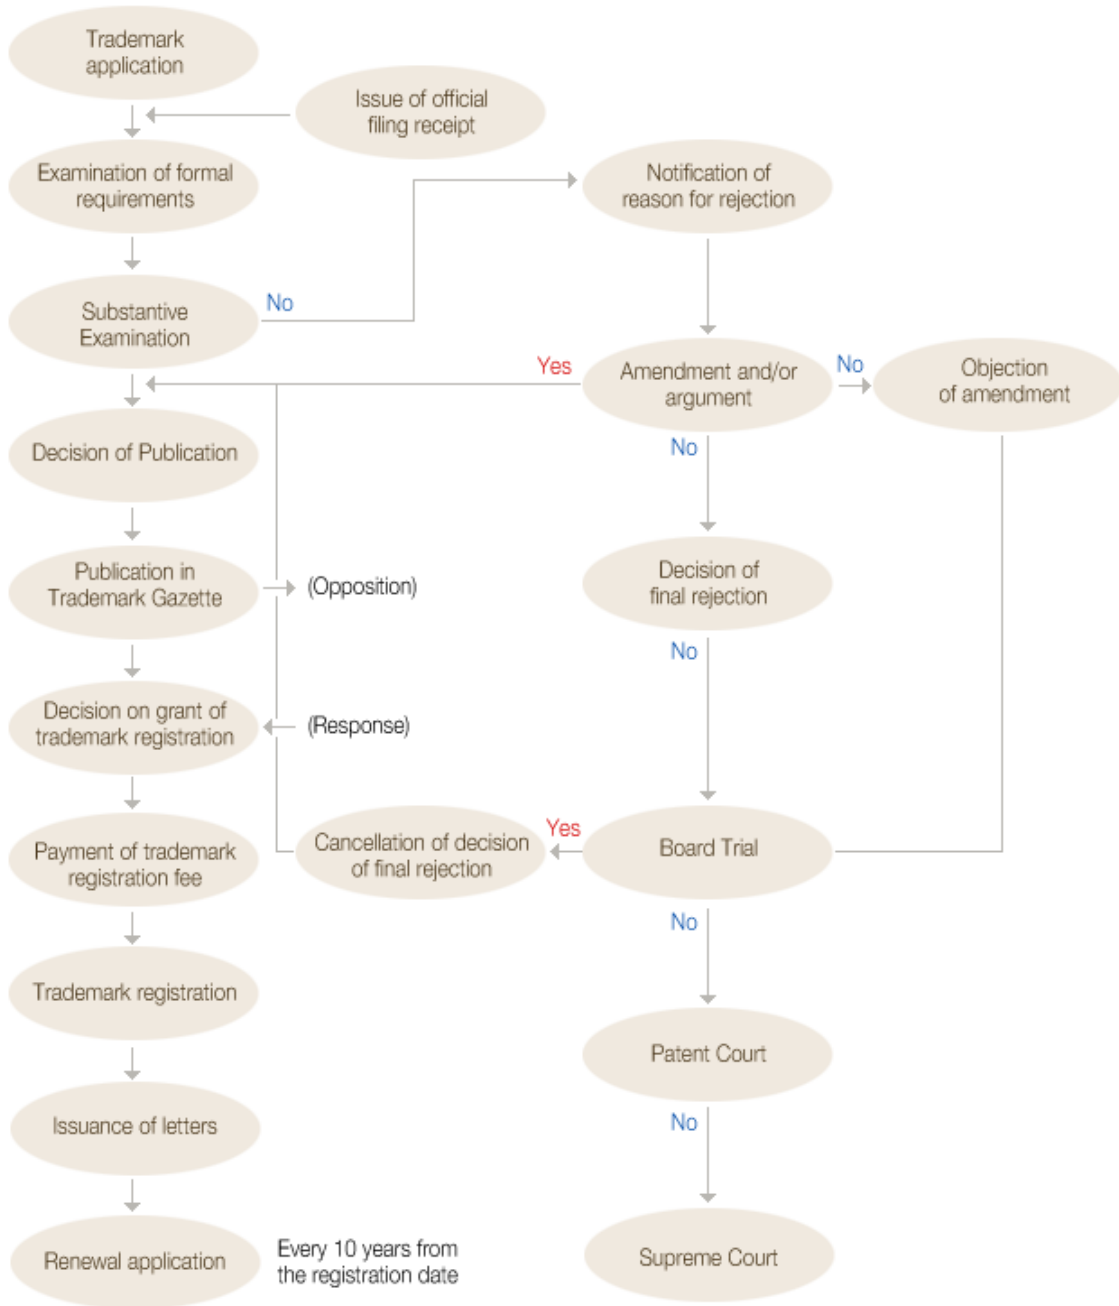 Trademark
application
Issue of official
filing receipt
Examination of formal
requirements
Notification of
reason for rejection
Substantive
Examination
No
Yes
Amendment and/or
argument
No
Objection
of amendment
Decision of Publication
No
Publication in
Trademark Gazette
(Opposition)
Decision of
final rejection
No
Decision on grant of
trademark registration
(Response)
Payment of trademark
registration fee
Cancellation of decision
of final rejection
Yes
Board Trial
No
Trademark registration
Patent Court
Issuance of letters
No
Renewal application
Every 10 years from
the registration date
Supreme Court